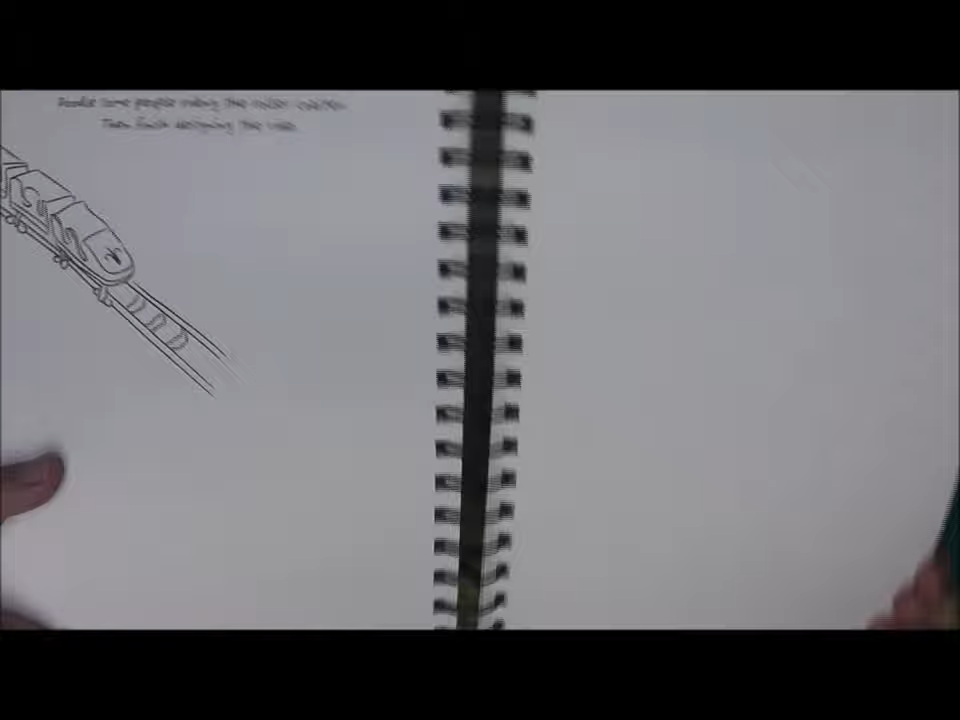 Doodle some people riding the roller coaster.
Then finish designing the ride.